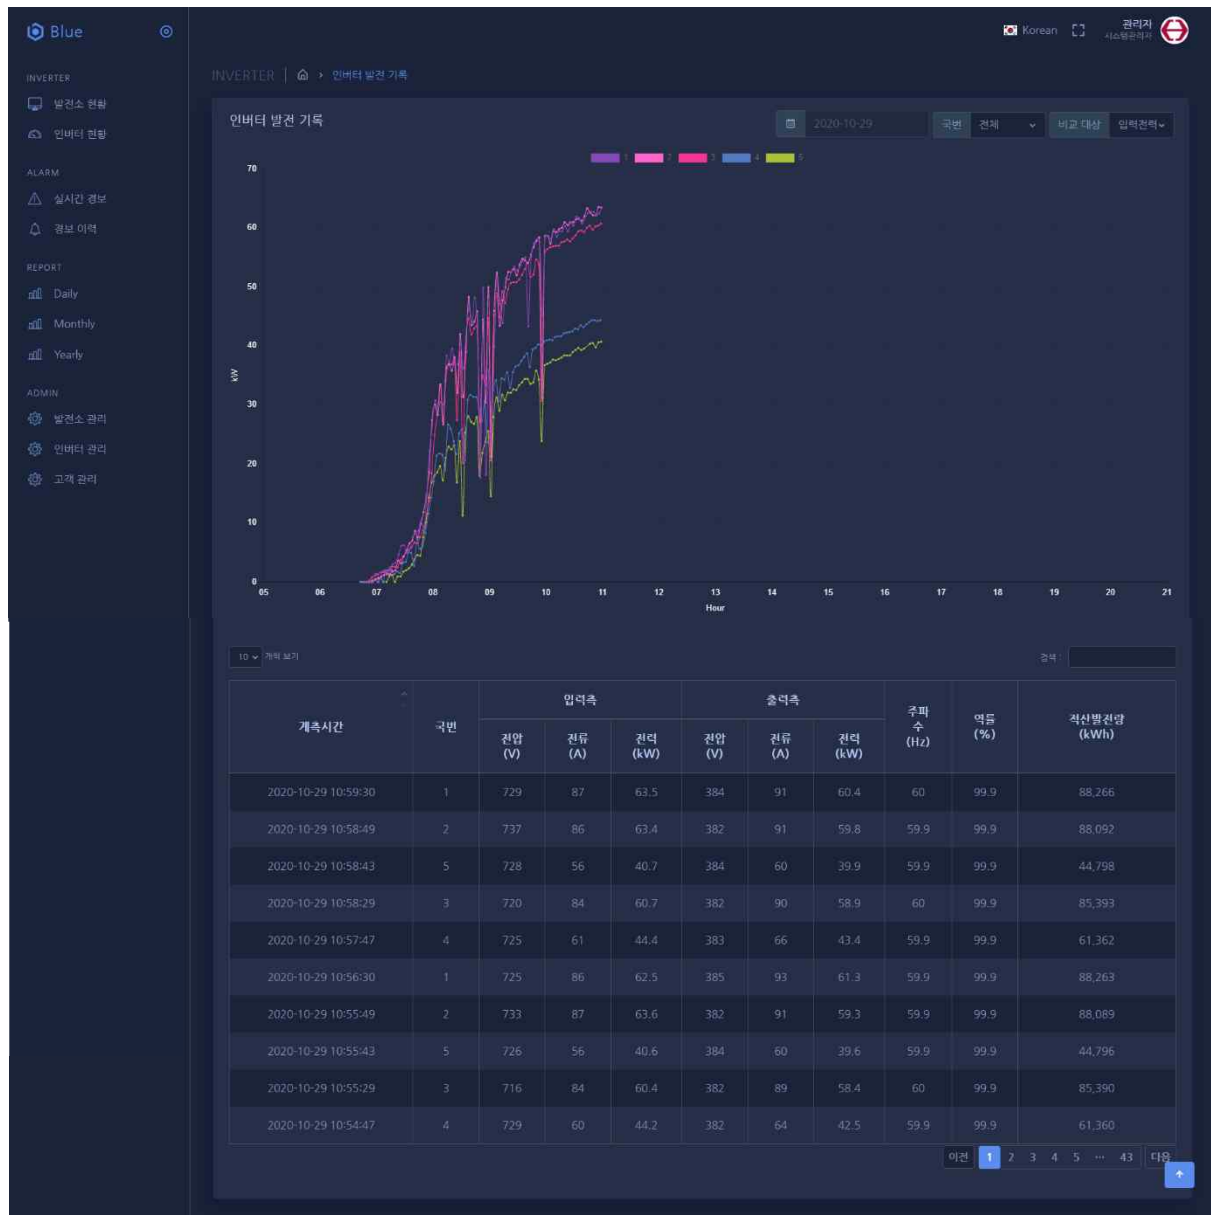 Blue
Korean
관리자
시스템관리자
INVERTER
발전소 현황
인버터 현황
ALARM
실시간 경보
경보 이력
REPORT
Daily
Monthly
Yearly
ADMIN
발전소 관리
인버터 관리
고객 관리
INVERTER | > 인버터 발전 기록
인버터 발전 기록
2020-10-29
국번 전체 비교 대상 입력전력
1 2 3 4 5
70
60
50
40
30
20
10
0
kW
05 06 07 08 09 10 11 12 13 14 15 16 17 18 19 20 21
Hour
10 개씩 보기
검색 :
계측시간 국번 입력측 출력측 주파수 (Hz) 역률 (%) 적산발전량 (kWh)
전압 (V) 전류 (A) 전력 (kW) 전압 (V) 전류 (A) 전력 (kW)
2020-10-29 10:59:30 1 729 87 63.5 384 91 60.4 60 99.9 88,266
2020-10-29 10:58:49 2 737 86 63.4 382 91 59.8 59.9 99.9 88,092
2020-10-29 10:58:43 5 728 56 40.7 384 60 39.9 59.9 99.9 44,798
2020-10-29 10:58:29 3 720 84 60.7 382 90 58.9 60 99.9 85,393
2020-10-29 10:57:47 4 725 61 44.4 383 66 43.4 59.9 99.9 61,362
2020-10-29 10:56:30 1 725 86 62.5 385 93 61.3 59.9 99.9 88,263
2020-10-29 10:55:49 2 733 87 63.6 382 91 59.3 59.9 99.9 88,089
2020-10-29 10:55:43 5 726 56 40.6 384 60 39.6 59.9 99.9 44,796
2020-10-29 10:55:29 3 716 84 60.4 382 89 58.4 60 99.9 85,390
2020-10-29 10:54:47 4 729 60 44.2 382 64 42.5 59.9 99.9 61,360
이전 1 2 3 4 5 ... 43 다음